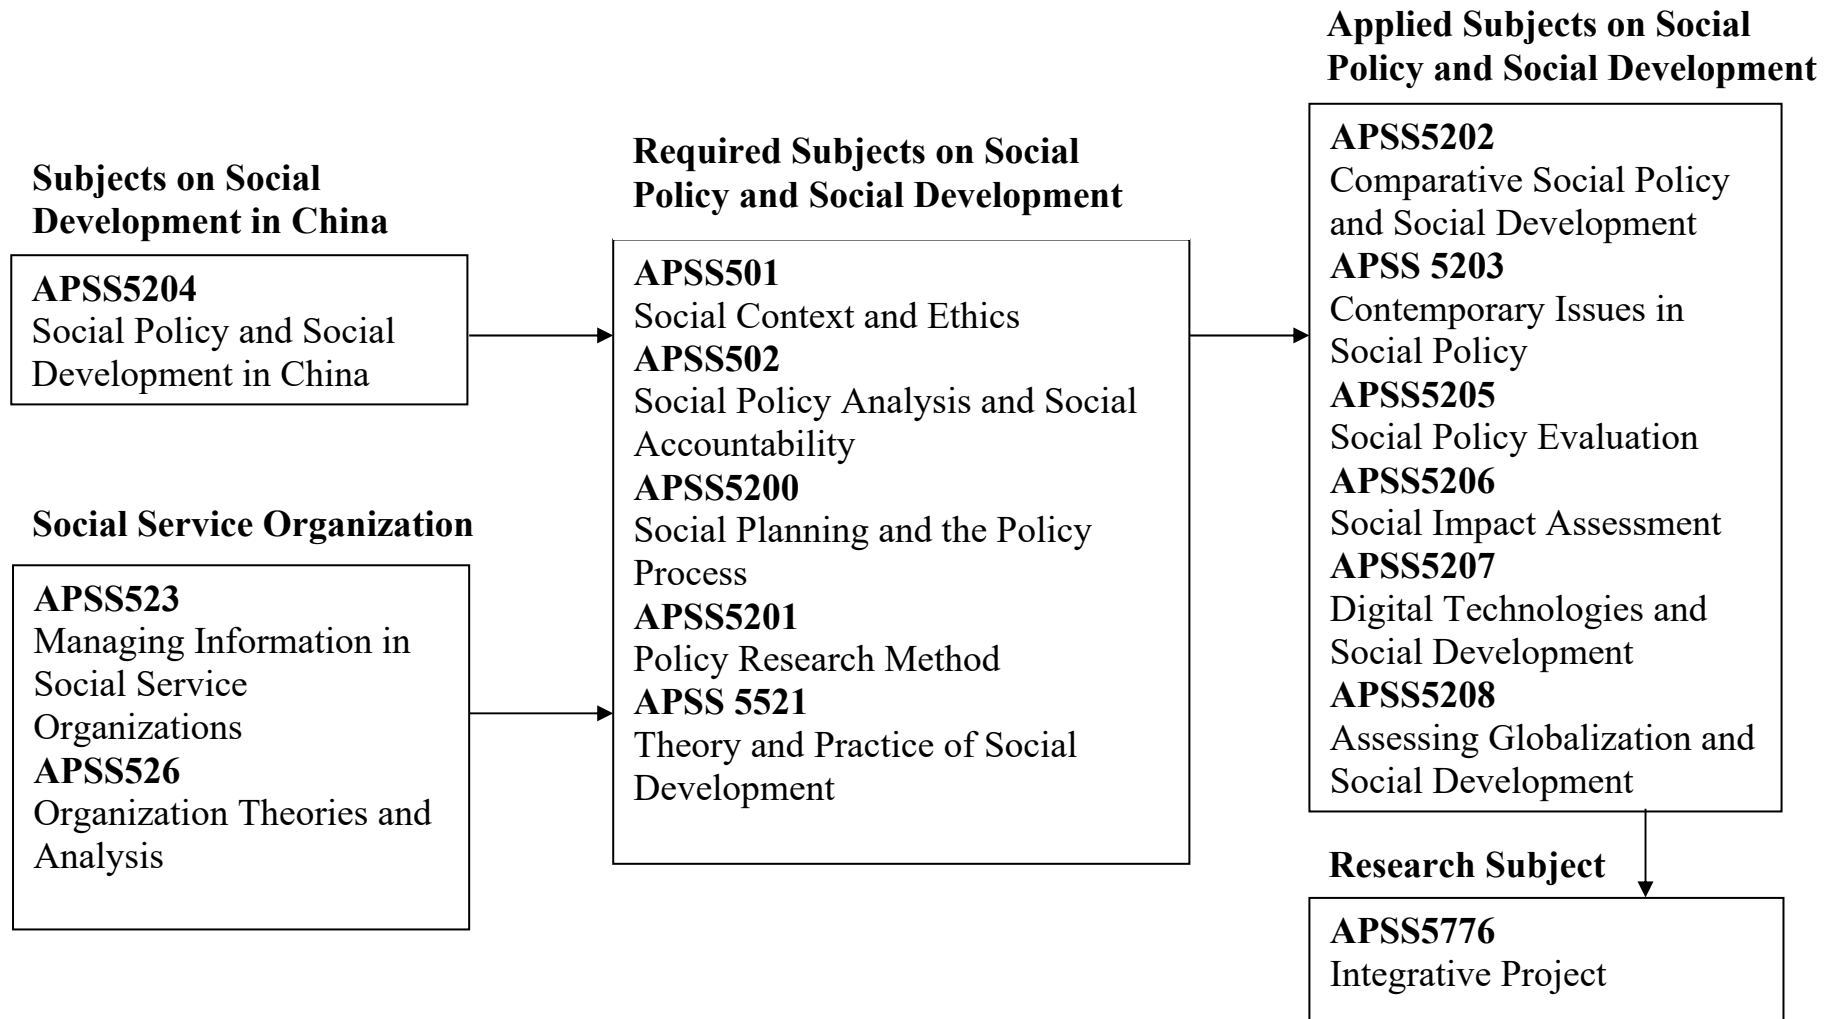 Subjects on Social
Development in China
APSS5204
Social Policy and Social
Development in China
Social Service Organization
APSS523
Managing Information in
Social Service
Organizations
APSS526
Organization Theories and
Analysis
Required Subjects on Social
Policy and Social Development
APSS501
Social Context and Ethics
APSS502
Social Policy Analysis and Social
Accountability
APSS5200
Social Planning and the Policy
Process
APSS5201
Policy Research Method
APSS 5521
Theory and Practice of Social
Development
Applied Subjects on Social
Policy and Social Development
APSS5202
Comparative Social Policy
and Social Development
APSS 5203
Contemporary Issues in
Social Policy
APSS5205
Social Policy Evaluation
APSS5206
Social Impact Assessment
APSS5207
Digital Technologies and
Social Development
APSS5208
Assessing Globalization and
Social Development
Research Subject
APSS5776
Integrative Project